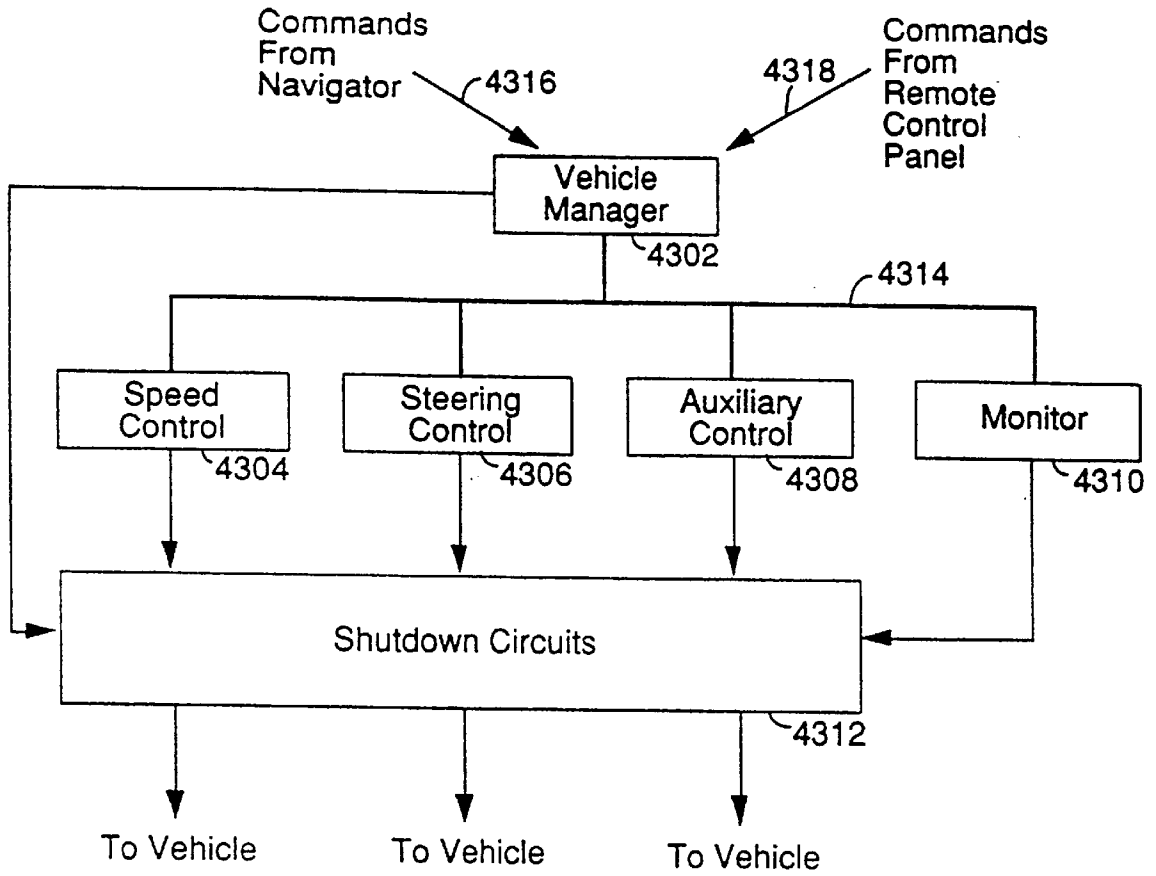 Commands
From
Navigator
4316
4318
Commands
From
Remote
Control
Panel
Vehicle
Manager
4302
4314
Speed
Control
4304
Steering
Control
4306
Auxiliary
Control
4308
Monitor
4310
Shutdown Circuits
4312
To Vehicle
To Vehicle
To Vehicle